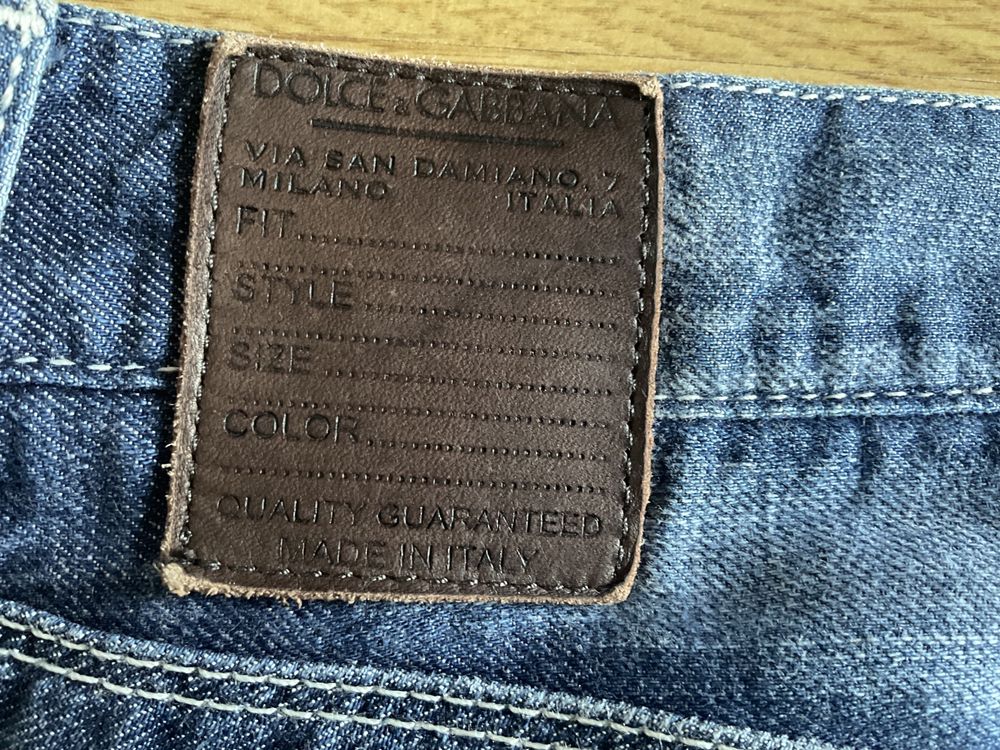 DOLCE & GABBANA
VIA SAN DAMIANO, 7
MILANO ITALIA
FIT
STYLE
SIZE
COLOR
QUALITY GUARANTEED
MADE IN ITALY